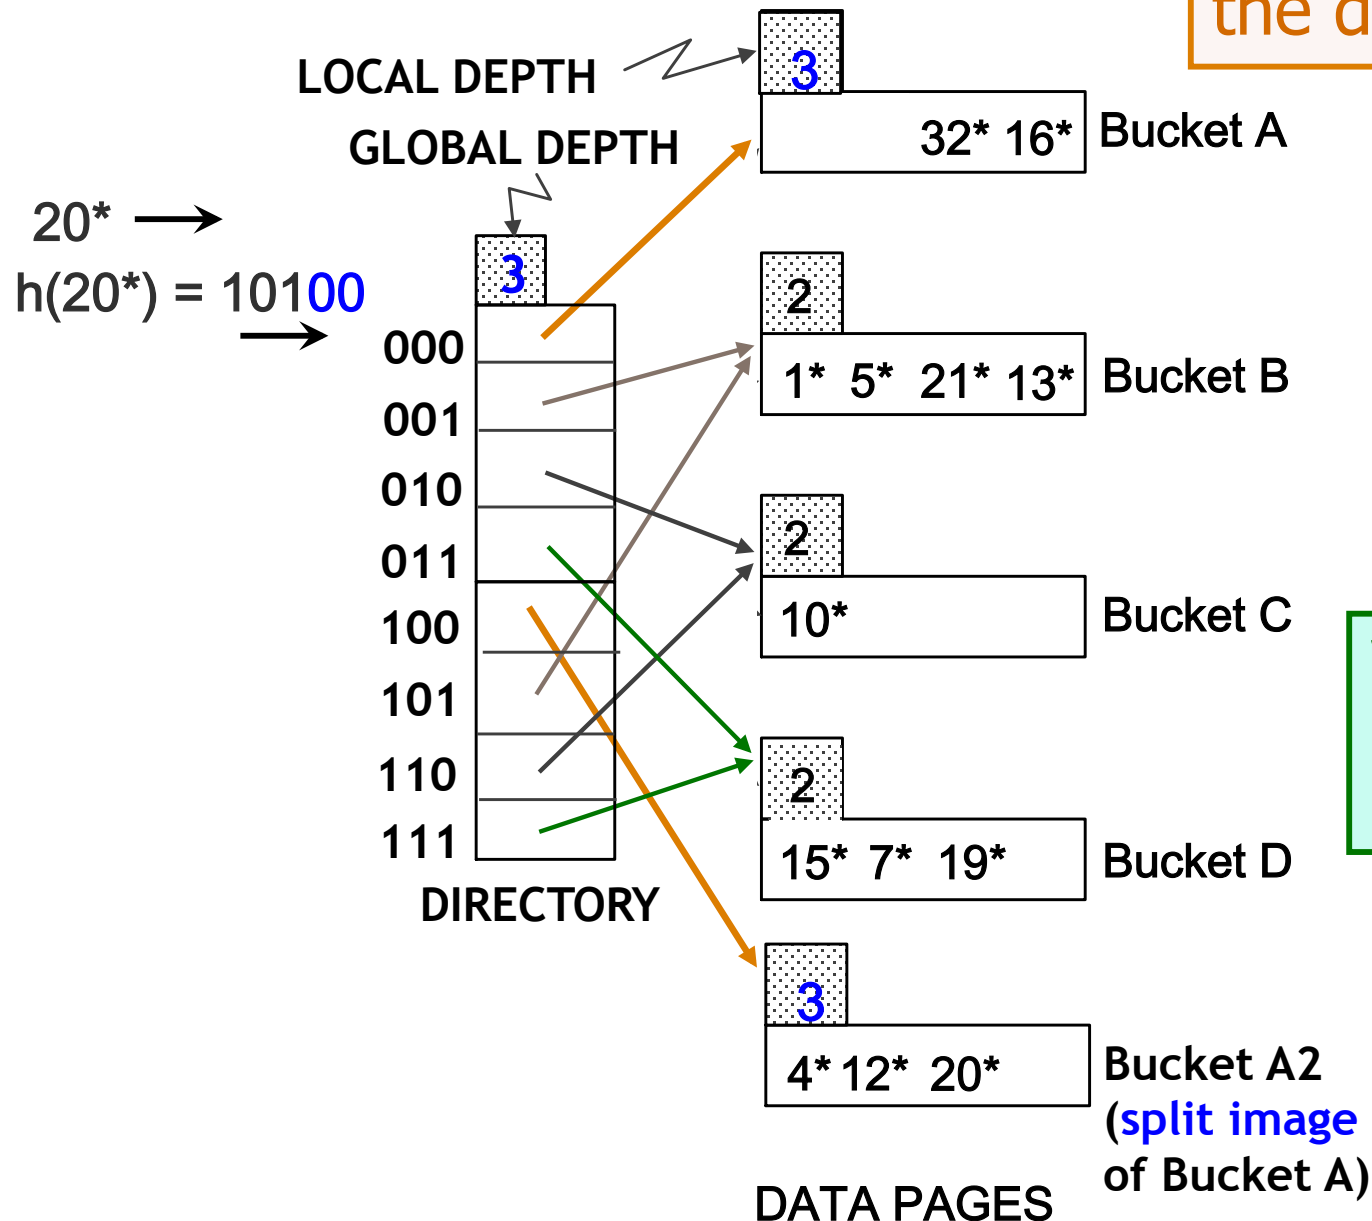 the d
LOCAL DEPTH
3
32* 16*
Bucket A
GLOBAL DEPTH
20*
h(20*) = 10100
3
2
1* 5* 21* 13*
Bucket B
000
001
010
011
100
101
110
111
DIRECTORY
2
10*
Bucket C
2
15* 7* 19*
Bucket D
3
4* 12* 20*
Bucket A2
(split image
of Bucket A)
DATA PAGES